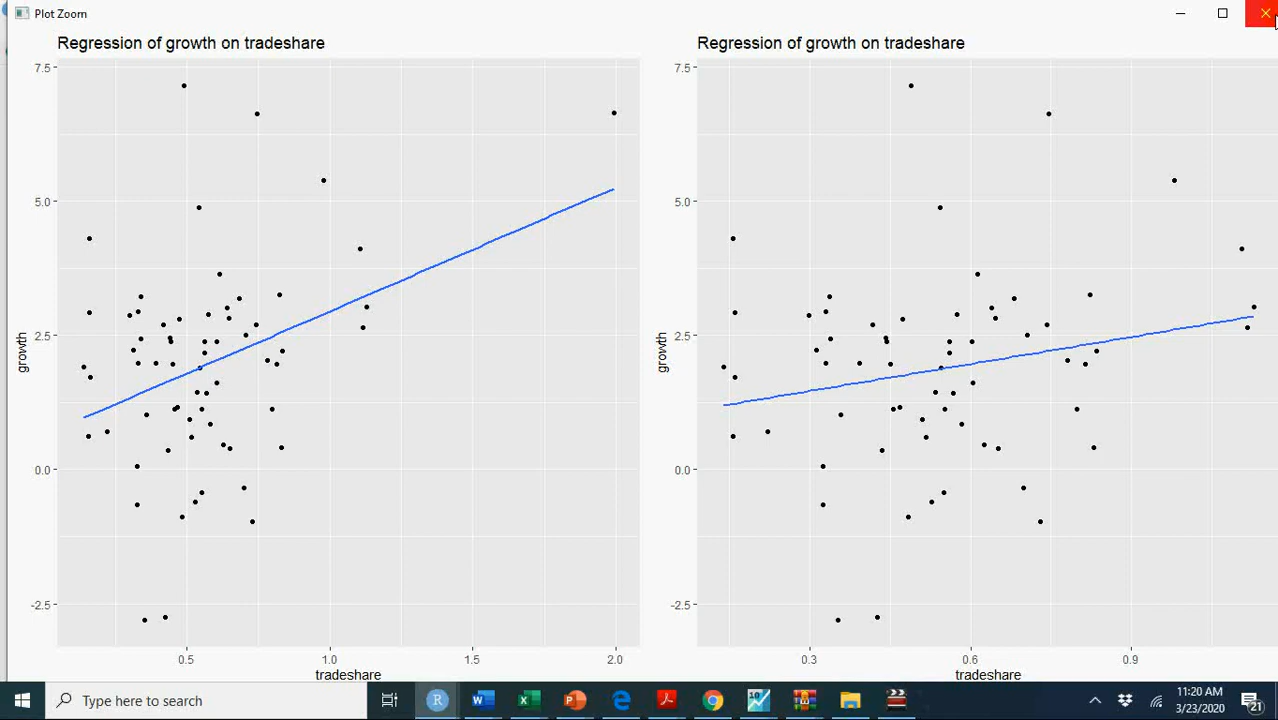 Plot Zoom
Regression of growth on tradeshare
7.5
5.0
2.5
0.0
-2.5
growth
0.5 1.0 1.5 2.0
tradeshare
Regression of growth on tradeshare
7.5
5.0
2.5
0.0
-2.5
growth
0.3 0.6 0.9
tradeshare
Type here to search
11:20 AM
3/23/2020
21